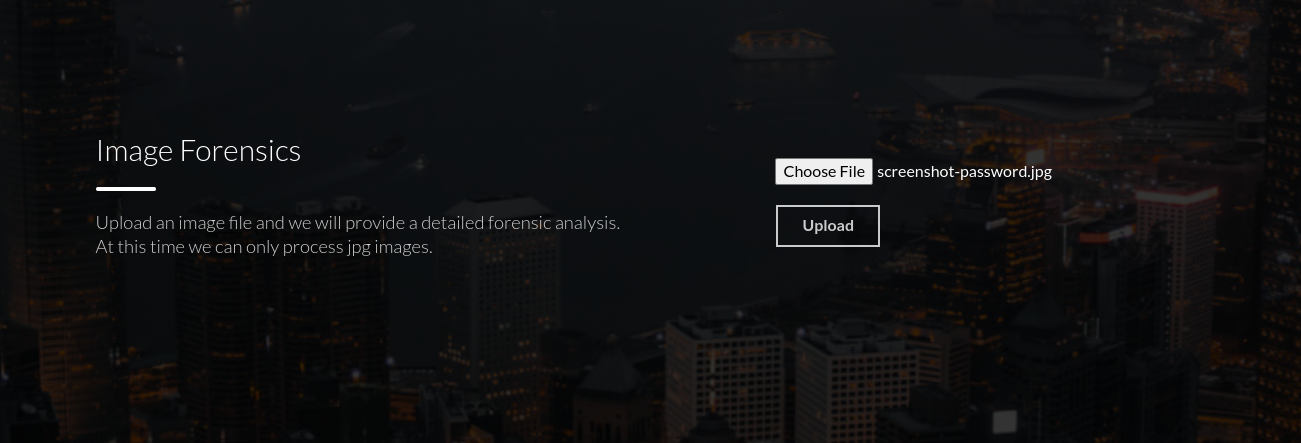 Image Forensics
Upload an image file and we will provide a detailed forensic analysis.
At this time we can only process jpg images.
Choose File screenshot-password.jpg
Upload